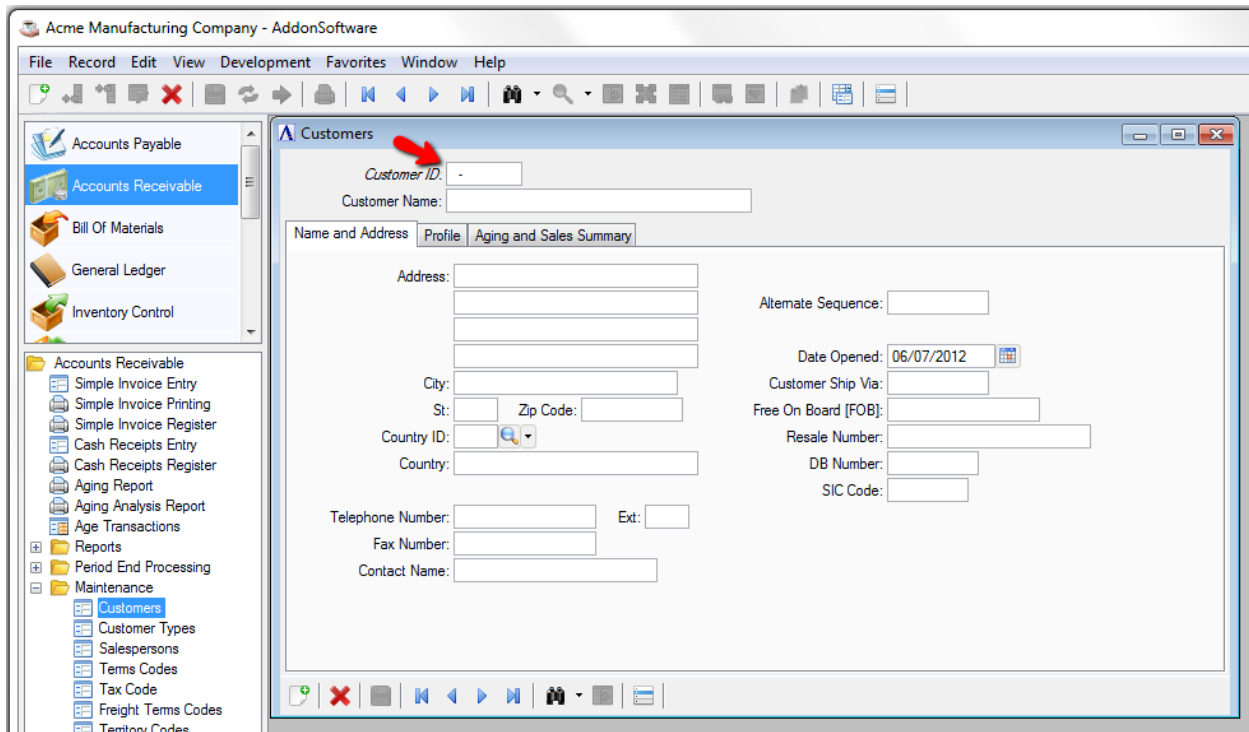 Acme Manufacturing Company - AddonSoftware
File Record Edit View Development Favorites Window Help
Accounts Payable
Accounts Receivable
Bill Of Materials
General Ledger
Inventory Control
Accounts Receivable
Simple Invoice Entry
Simple Invoice Printing
Simple Invoice Register
Cash Receipts Entry
Cash Receipts Register
Aging Report
Aging Analysis Report
Age Transactions
Reports
Period End Processing
Maintenance
Customers
Customer Types
Salespersons
Terms Codes
Tax Code
Freight Terms Codes
Territory Codes
Customers
Customer ID: -
Customer Name:
Name and Address Profile Aging and Sales Summary
Address:
Alternate Sequence:
Date Opened: 06/07/2012
City: Customer Ship Via:
St: Zip Code: Free On Board [FOB]:
Country ID: Resale Number:
Country: DB Number:
SIC Code:
Telephone Number: Ext:
Fax Number:
Contact Name: